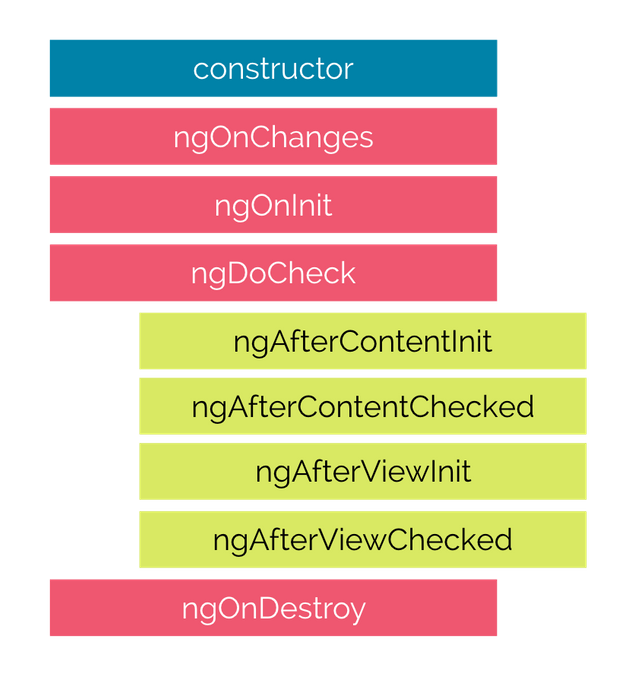 constructor
ngOnChanges
ngOnInit
ngDoCheck
ngAfterContentInit
ngAfterContentChecked
ngAfterViewInit
ngAfterViewChecked
ngOnDestroy